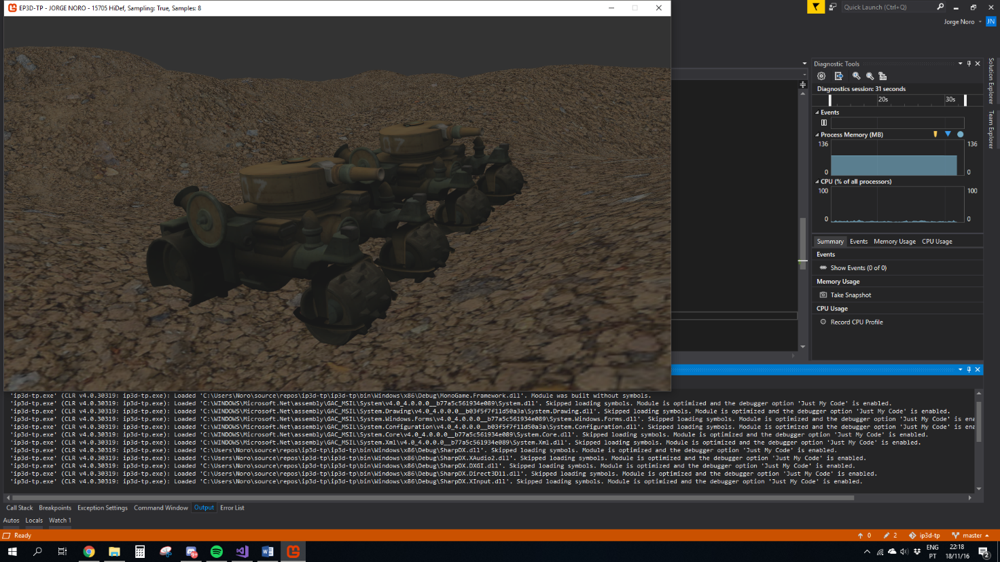 EP3D-TP - JORGE NORO - 15705 HiDef, Sampling: True, Samples: 8
Quick Launch (Ctrl+Q)
Jorge Noro
JN
Solution Explorer
Team Explorer
Diagnostic Tools
Diagnostics session: 31 seconds
20s
30s
Events
Process Memory (MB)
136
136
0
0
CPU (% of all processors)
100
100
0
0
Summary Events Memory Usage CPU Usage
Events
Show Events (0 of 0)
Memory Usage
Take Snapshot
CPU Usage
Record CPU Profile
'ip3d-tp.exe' (CLR v4.0.30319: ip3d-tp.exe): Loaded 'C:\Users\Noro\source\repos\ip3d-tp\ip3d-tp\bin\Windows\x86\Debug\MonoGame.Framework.dll'. Module was built without symbols.
'ip3d-tp.exe' (CLR v4.0.30319: ip3d-tp.exe): Loaded 'C:\WINDOWS\Microsoft.Net\assembly\GAC_MSIL\System\v4.0_4.0.0.0__b77a5c561934e089\System.dll'. Skipped loading symbols. Module is optimized and the debugger option 'Just My Code' is enabled.
'ip3d-tp.exe' (CLR v4.0.30319: ip3d-tp.exe): Loaded 'C:\WINDOWS\Microsoft.Net\assembly\GAC_MSIL\System.Drawing\v4.0_4.0.0.0__b03f5f7f11d50a3a\System.Drawing.dll'. Skipped loading symbols. Module is optimized and the debugger option 'Just My Code' is enabled.
'ip3d-tp.exe' (CLR v4.0.30319: ip3d-tp.exe): Loaded 'C:\WINDOWS\Microsoft.Net\assembly\GAC_MSIL\System.Windows.Forms\v4.0_4.0.0.0__b77a5c561934e089\System.Windows.Forms.dll'. Skipped loading symbols. Module is optimized and the debugger option 'Just My Code' is ena
'ip3d-tp.exe' (CLR v4.0.30319: ip3d-tp.exe): Loaded 'C:\WINDOWS\Microsoft.Net\assembly\GAC_MSIL\System.Configuration\v4.0_4.0.0.0__b03f5f7f11d50a3a\System.Configuration.dll'. Skipped loading symbols. Module is optimized and the debugger option 'Just My Code' is ena
'ip3d-tp.exe' (CLR v4.0.30319: ip3d-tp.exe): Loaded 'C:\WINDOWS\Microsoft.Net\assembly\GAC_MSIL\System.Core\v4.0_4.0.0.0__b77a5c561934e089\System.Core.dll'. Skipped loading symbols. Module is optimized and the debugger option 'Just My Code' is enabled.
'ip3d-tp.exe' (CLR v4.0.30319: ip3d-tp.exe): Loaded 'C:\WINDOWS\Microsoft.Net\assembly\GAC_MSIL\System.Xml\v4.0_4.0.0.0__b77a5c561934e089\System.Xml.dll'. Skipped loading symbols. Module is optimized and the debugger option 'Just My Code' is enabled.
'ip3d-tp.exe' (CLR v4.0.30319: ip3d-tp.exe): Loaded 'C:\Users\Noro\source\repos\ip3d-tp\ip3d-tp\bin\Windows\x86\Debug\SharpDX.dll'. Skipped loading symbols. Module is optimized and the debugger option 'Just My Code' is enabled.
'ip3d-tp.exe' (CLR v4.0.30319: ip3d-tp.exe): Loaded 'C:\Users\Noro\source\repos\ip3d-tp\ip3d-tp\bin\Windows\x86\Debug\SharpDX.XAudio2.dll'. Skipped loading symbols. Module is optimized and the debugger option 'Just My Code' is enabled.
'ip3d-tp.exe' (CLR v4.0.30319: ip3d-tp.exe): Loaded 'C:\Users\Noro\source\repos\ip3d-tp\ip3d-tp\bin\Windows\x86\Debug\SharpDX.DXGI.dll'. Skipped loading symbols. Module is optimized and the debugger option 'Just My Code' is enabled.
'ip3d-tp.exe' (CLR v4.0.30319: ip3d-tp.exe): Loaded 'C:\Users\Noro\source\repos\ip3d-tp\ip3d-tp\bin\Windows\x86\Debug\SharpDX.Direct3D11.dll'. Skipped loading symbols. Module is optimized and the debugger option 'Just My Code' is enabled.
'ip3d-tp.exe' (CLR v4.0.30319: ip3d-tp.exe): Loaded 'C:\Users\Noro\source\repos\ip3d-tp\ip3d-tp\bin\Windows\x86\Debug\SharpDX.XInput.dll'. Skipped loading symbols. Module is optimized and the debugger option 'Just My Code' is enabled.
Call Stack Breakpoints Exception Settings Command Window Output Error List
Autos Locals Watch 1
Ready
0
2
ip3d-tp
master
ENG
PT
22:18
18/11/16
2